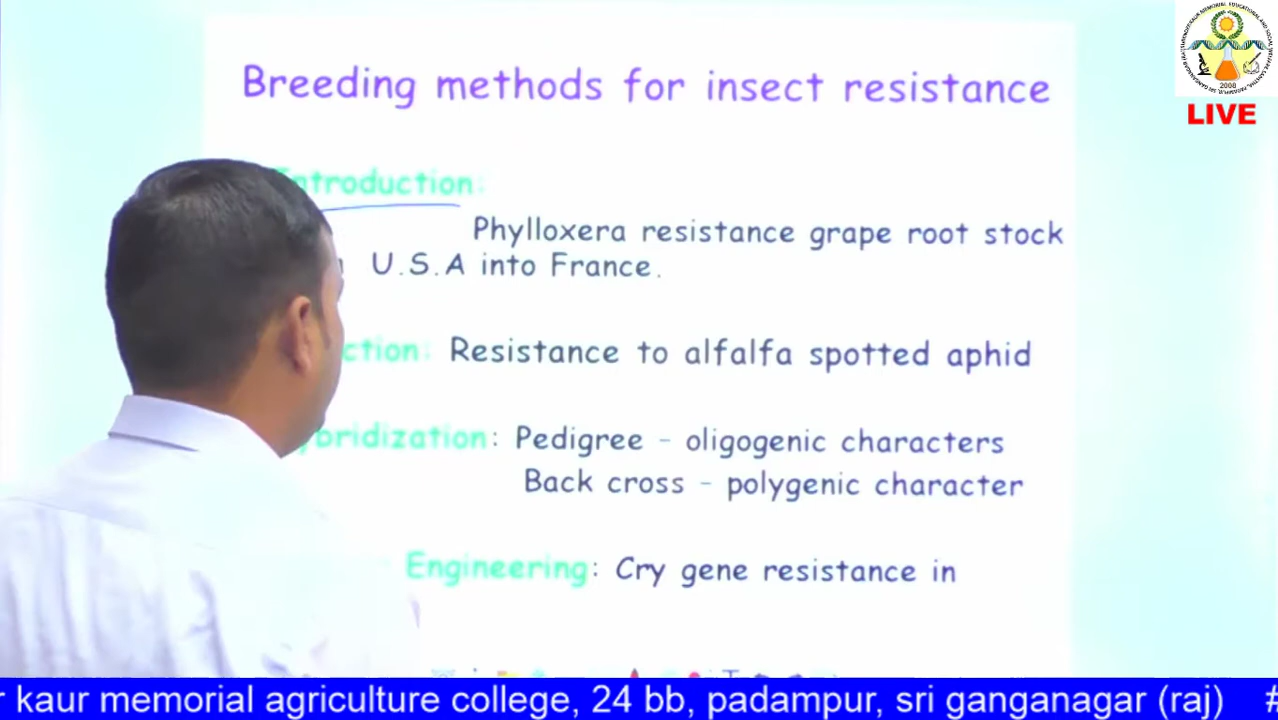 Breeding methods for insect resistance
LIVE
Introduction:
Phylloxera resistance grape root stock
U.S.A into France.
Resistance to alfalfa spotted aphid
Pedigree - oligogenic characters
Back cross - polygenic character
Engineering: Cry gene resistance in
kaur memorial agriculture college, 24 bb, padampur, sri ganganagar (raj) #
2008